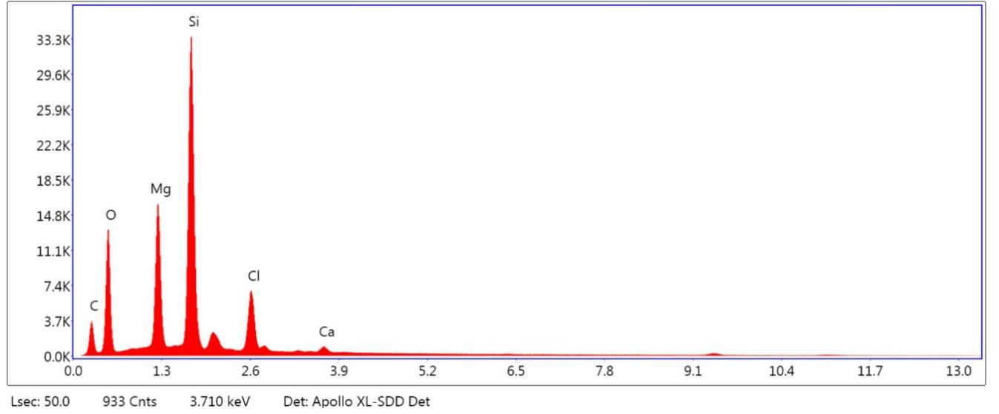 Si
33.3K
29.6K
25.9K
22.2K
18.5K
Mg
14.8K
O
11.1K
7.4K
Cl
C
3.7K
Ca
0.0K
0.0 1.3 2.6 3.9 5.2 6.5 7.8 9.1 10.4 11.7 13.0
Lsec: 50.0 933 Cnts 3.710 keV Det: Apollo XL-SDD Det